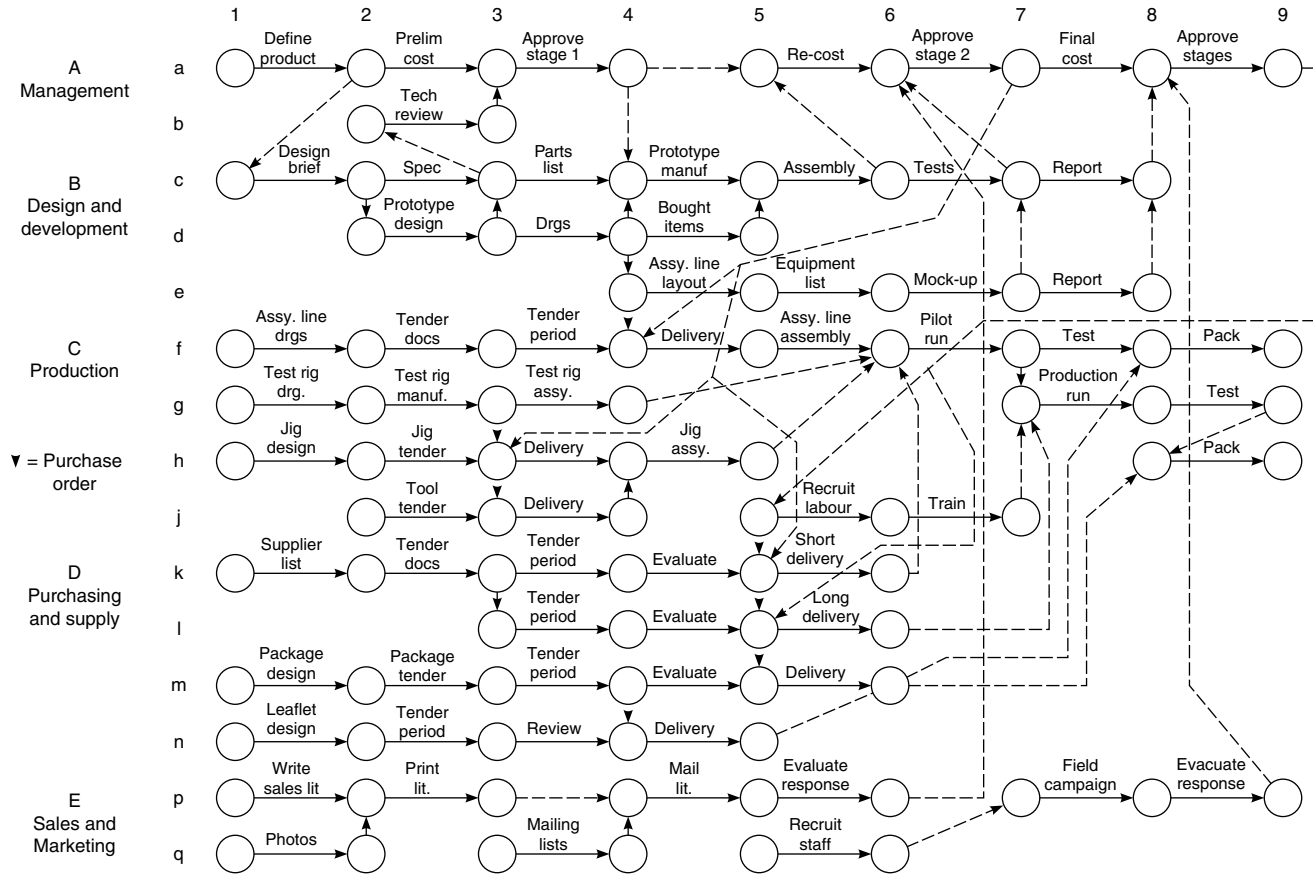 1 2 3 4 5 6 7 8 9
A
Management
a
Define
product
Prelim
cost
Approve
stage 1
Re-cost
Approve
stage 2
Final
cost
Approve
stages
b
Tech
review
B
Design and
development
c
Design
brief
Spec
Parts
list
Prototype
manuf
Assembly
Tests
Report
d
Prototype
design
Drgs
Bought
items
e
Assy. line
layout
Equipment
list
Mock-up
Report
C
Production
f
Assy. line
drgs
Tender
docs
Tender
period
Delivery
Assy. line
assembly
Pilot
run
Test
Pack
g
Test rig
drg.
Test rig
manuf.
Test rig
assy.
Production
run
Test
▼ = Purchase
order
h
Jig
design
Jig
tender
Delivery
Jig
assy.
Pack
j
Tool
tender
Delivery
Recruit
labour
Train
D
Purchasing
and supply
k
Supplier
list
Tender
docs
Tender
period
Evaluate
Short
delivery
l
Tender
period
Evaluate
Long
delivery
m
Package
design
Package
tender
Tender
period
Evaluate
Delivery
n
Leaflet
design
Tender
period
Review
Delivery
E
Sales and
Marketing
p
Write
sales lit
Print
lit.
Mail
lit.
Evaluate
response
Field
campaign
Evacuate
response
q
Photos
Mailing
lists
Recruit
staff